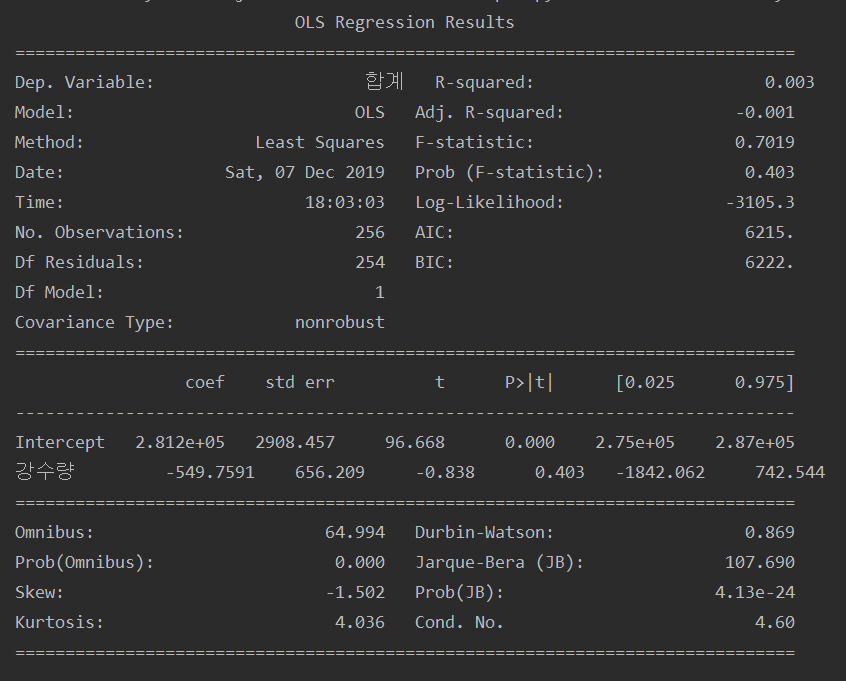 OLS Regression Results
==============================================================================
Dep. Variable: 합계 R-squared: 0.003
Model: OLS Adj. R-squared: -0.001
Method: Least Squares F-statistic: 0.7019
Date: Sat, 07 Dec 2019 Prob (F-statistic): 0.403
Time: 18:03:03 Log-Likelihood: -3105.3
No. Observations: 256 AIC: 6215.
Df Residuals: 254 BIC: 6222.
Df Model: 1
Covariance Type: nonrobust
==============================================================================
coef std err t P>|t| [0.025 0.975]
------------------------------------------------------------------------------
Intercept 2.812e+05 2908.457 96.668 0.000 2.75e+05 2.87e+05
강수량 -549.7591 656.209 -0.838 0.403 -1842.062 742.544
==============================================================================
Omnibus: 64.994 Durbin-Watson: 0.869
Prob(Omnibus): 0.000 Jarque-Bera (JB): 107.690
Skew: -1.502 Prob(JB): 4.13e-24
Kurtosis: 4.036 Cond. No. 4.60
==============================================================================